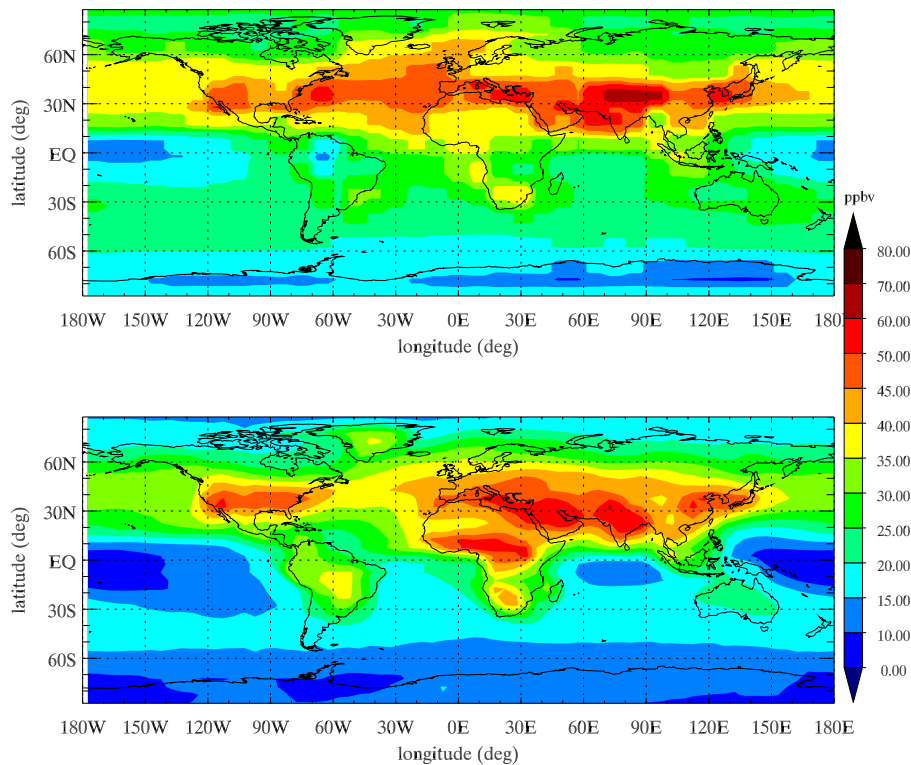 60N
30N
EQ
30S
60S
latitude (deg)
180W 150W 120W 90W 60W 30W 0E 30E 60E 90E 120E 150E 180
longitude (deg)
ppbv
80.00
70.00
60.00
50.00
45.00
40.00
35.00
30.00
25.00
20.00
15.00
10.00
0.00
60N
30N
EQ
30S
60S
latitude (deg)
180W 150W 120W 90W 60W 30W 0E 30E 60E 90E 120E 150E 180E
longitude (deg)